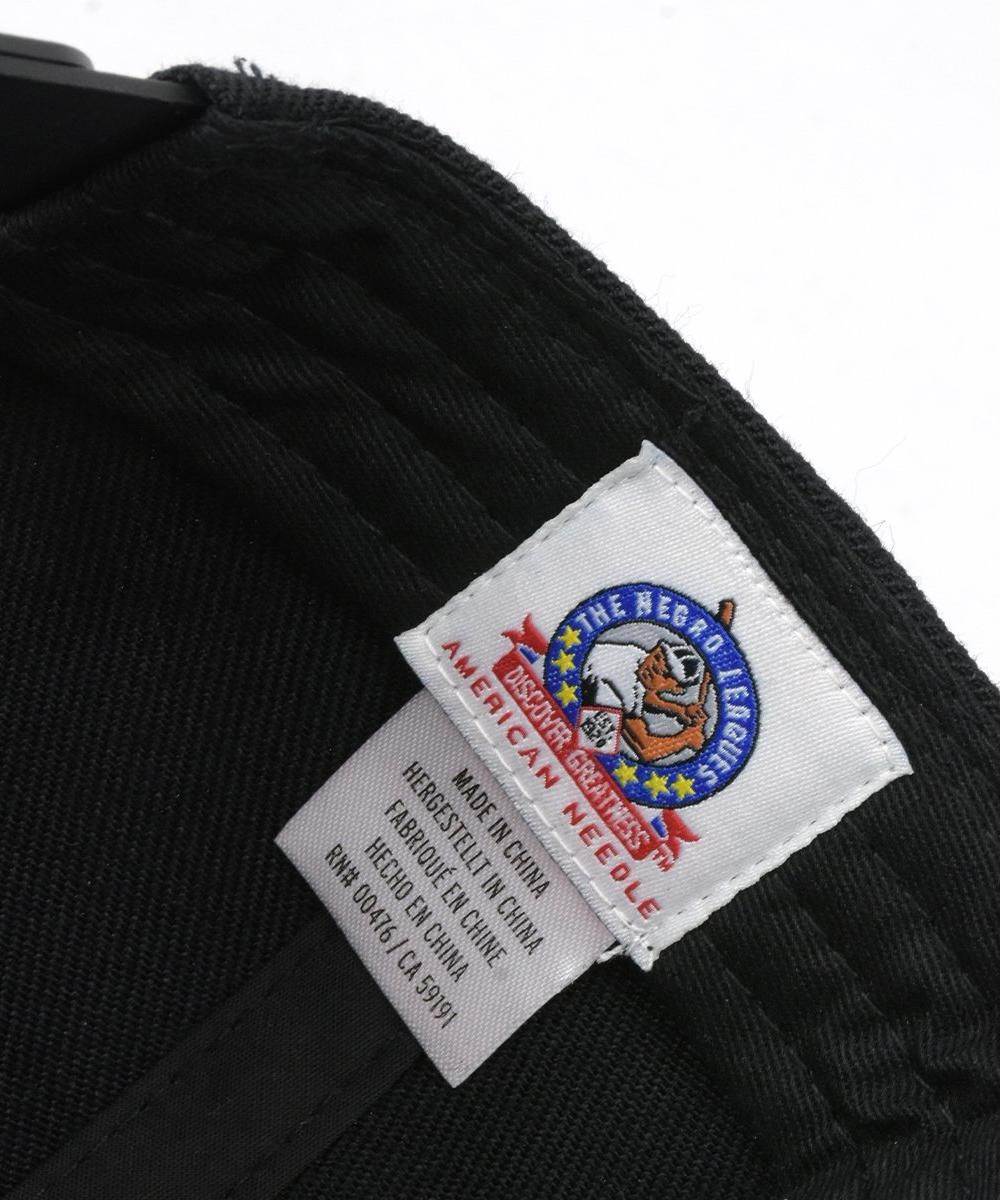 THE NEGRO LEAGUES
DISCOVER GREATNESS™
AMERICAN NEEDLE
MADE IN CHINA
HERGESTELLT IN CHINA
FABRIQUÉ EN CHINE
HECHO EN CHINA
RN# 00476 / CA 59191